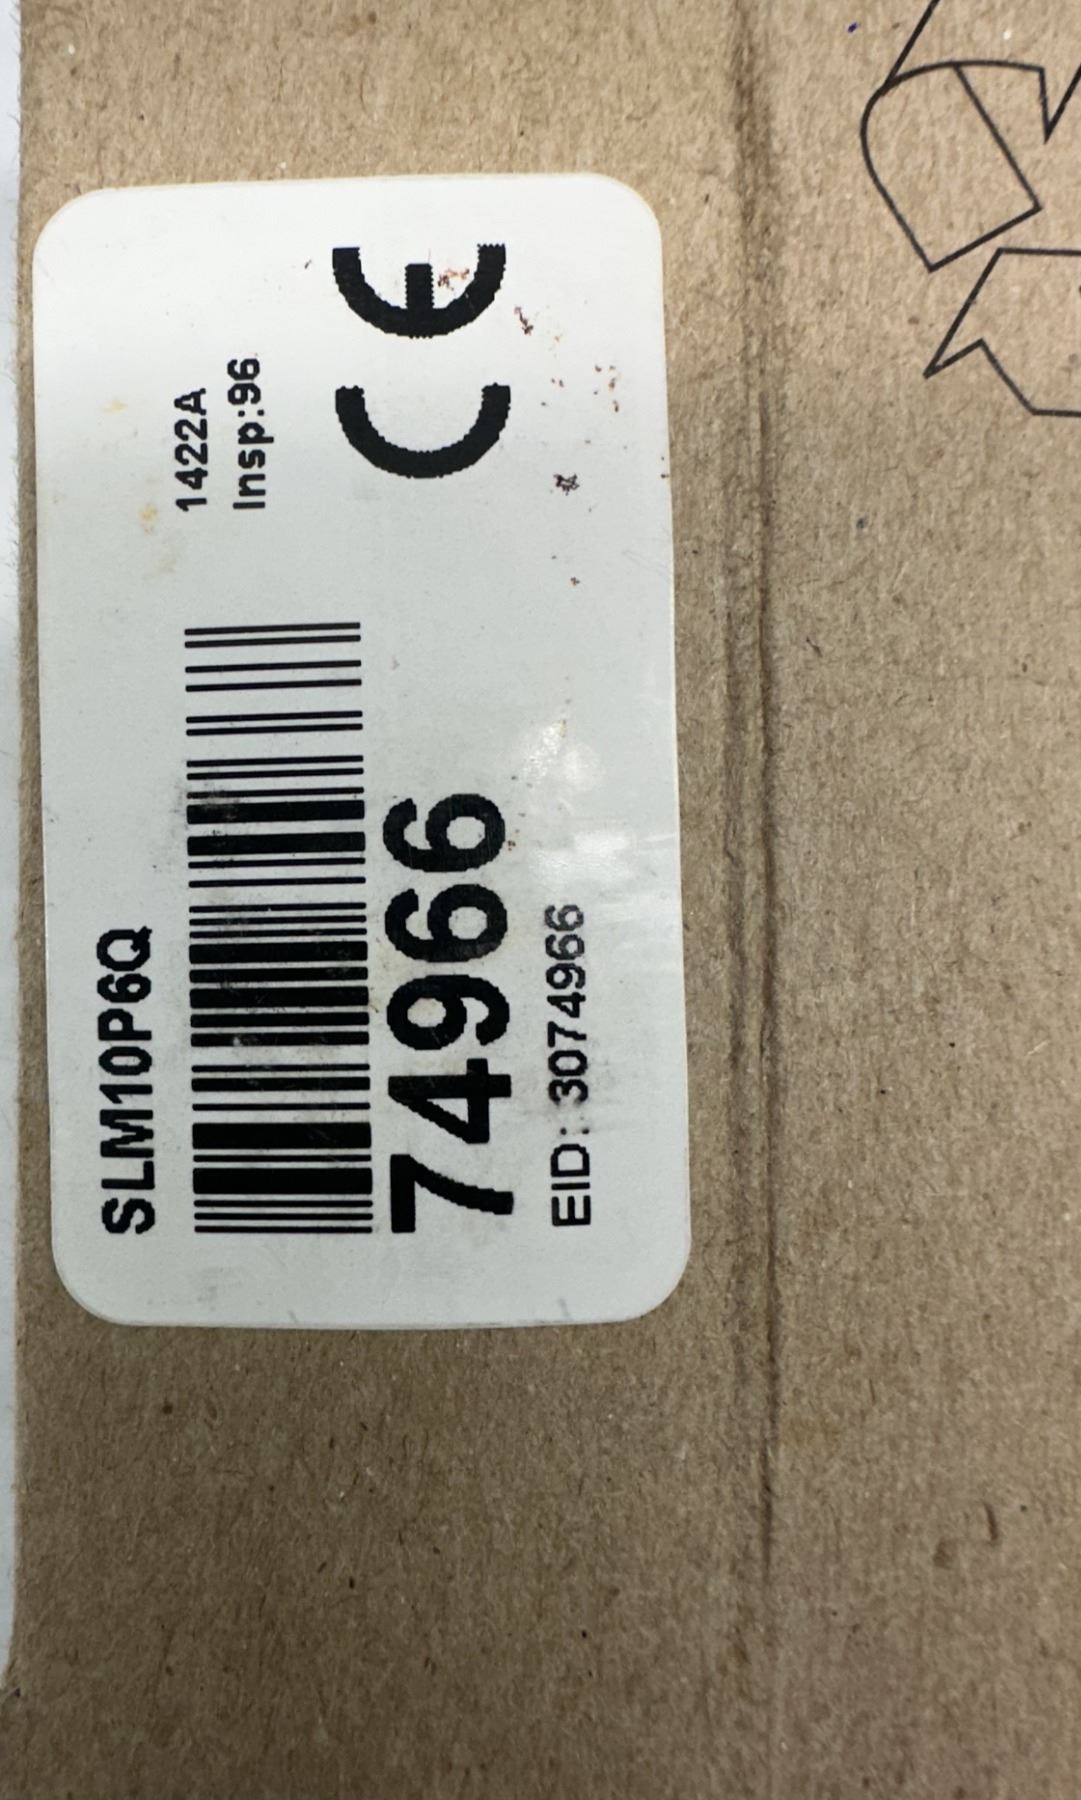 SLM10P6Q
1422A
Insp:96
74966
CE
EID: 3074966